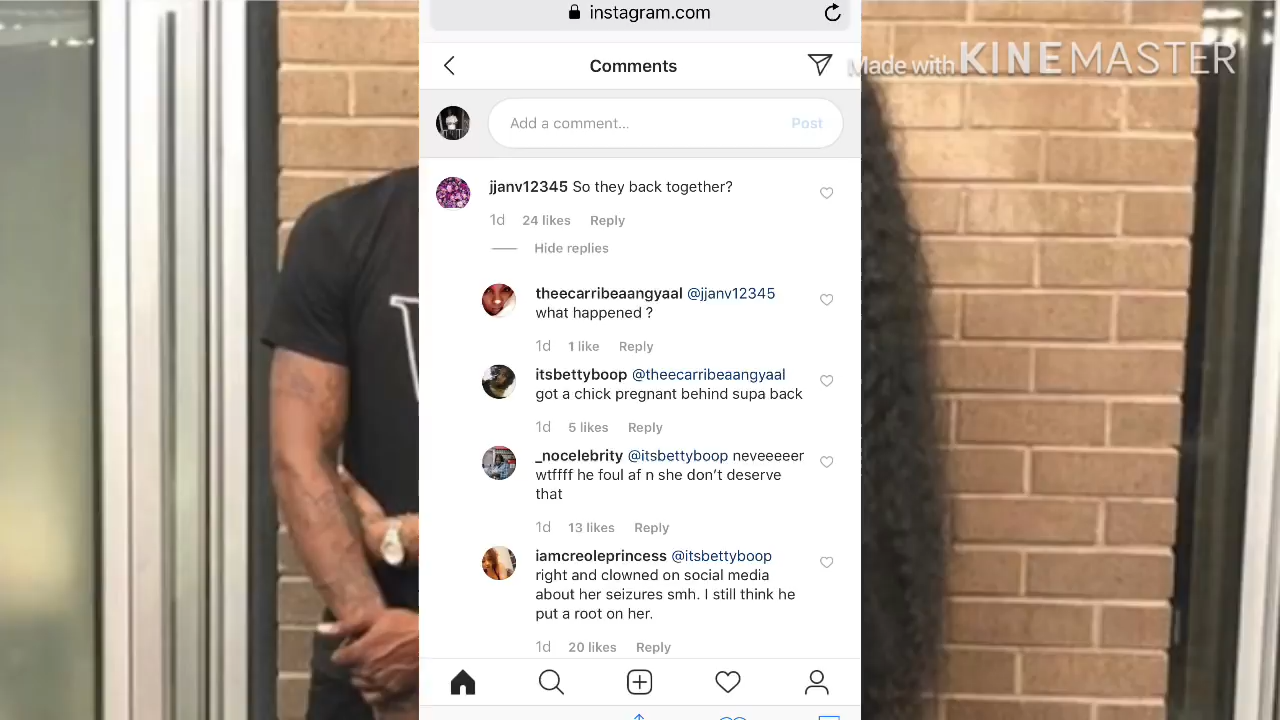 instagram.com
Made with KINEMASTER
Comments
Add a comment... Post
jjanv12345 So they back together?
1d 24 likes Reply
Hide replies
theecarribeaangyaal @jjanv12345
what happened ?
1d 1 like Reply
itsbettyboop @theecarribeaangyaal
got a chick pregnant behind supa back
1d 5 likes Reply
_nocelebrity @itsbettyboop neveeeeer
wtffff he foul af n she don’t deserve
that
1d 13 likes Reply
iamcreoleprincess @itsbettyboop
right and clowned on social media
about her seizures smh. I still think he
put a root on her.
1d 20 likes Reply